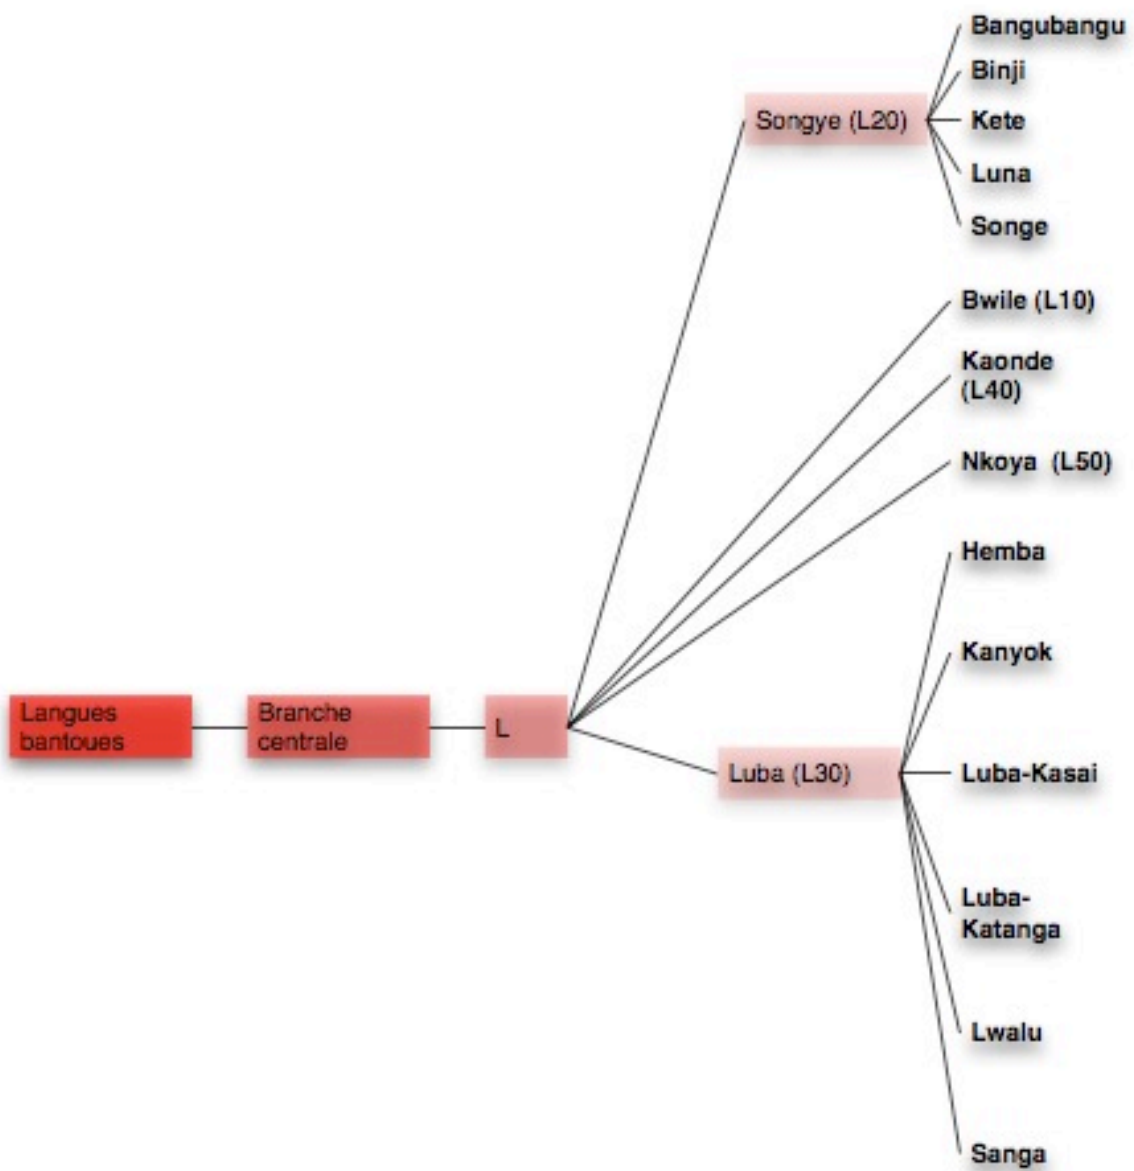 Bangubangu
Binji
Songye (L20)
Kete
Luna
Songe
Bwile (L10)
Kaonde
(L40)
Nkoya (L50)
Hemba
Kanyok
Langues
bantoues
Branche
centrale
L
Luba (L30)
Luba-Kasai
Luba-
Katanga
Lwalu
Sanga